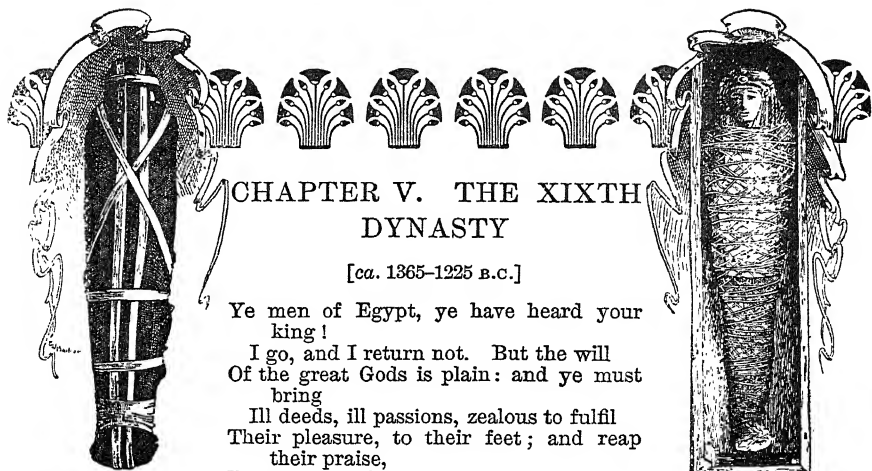 CHAPTER V. THE XIXTH
DYNASTY
[ca. 1365–1225 B.C.]
Ye men of Egypt, ye have heard your
king!
I go, and I return not. But the will
Of the great Gods is plain: and ye must
bring
Ill deeds, ill passions, zealous to fulfil
Their pleasure, to their feet; and reap
their praise,